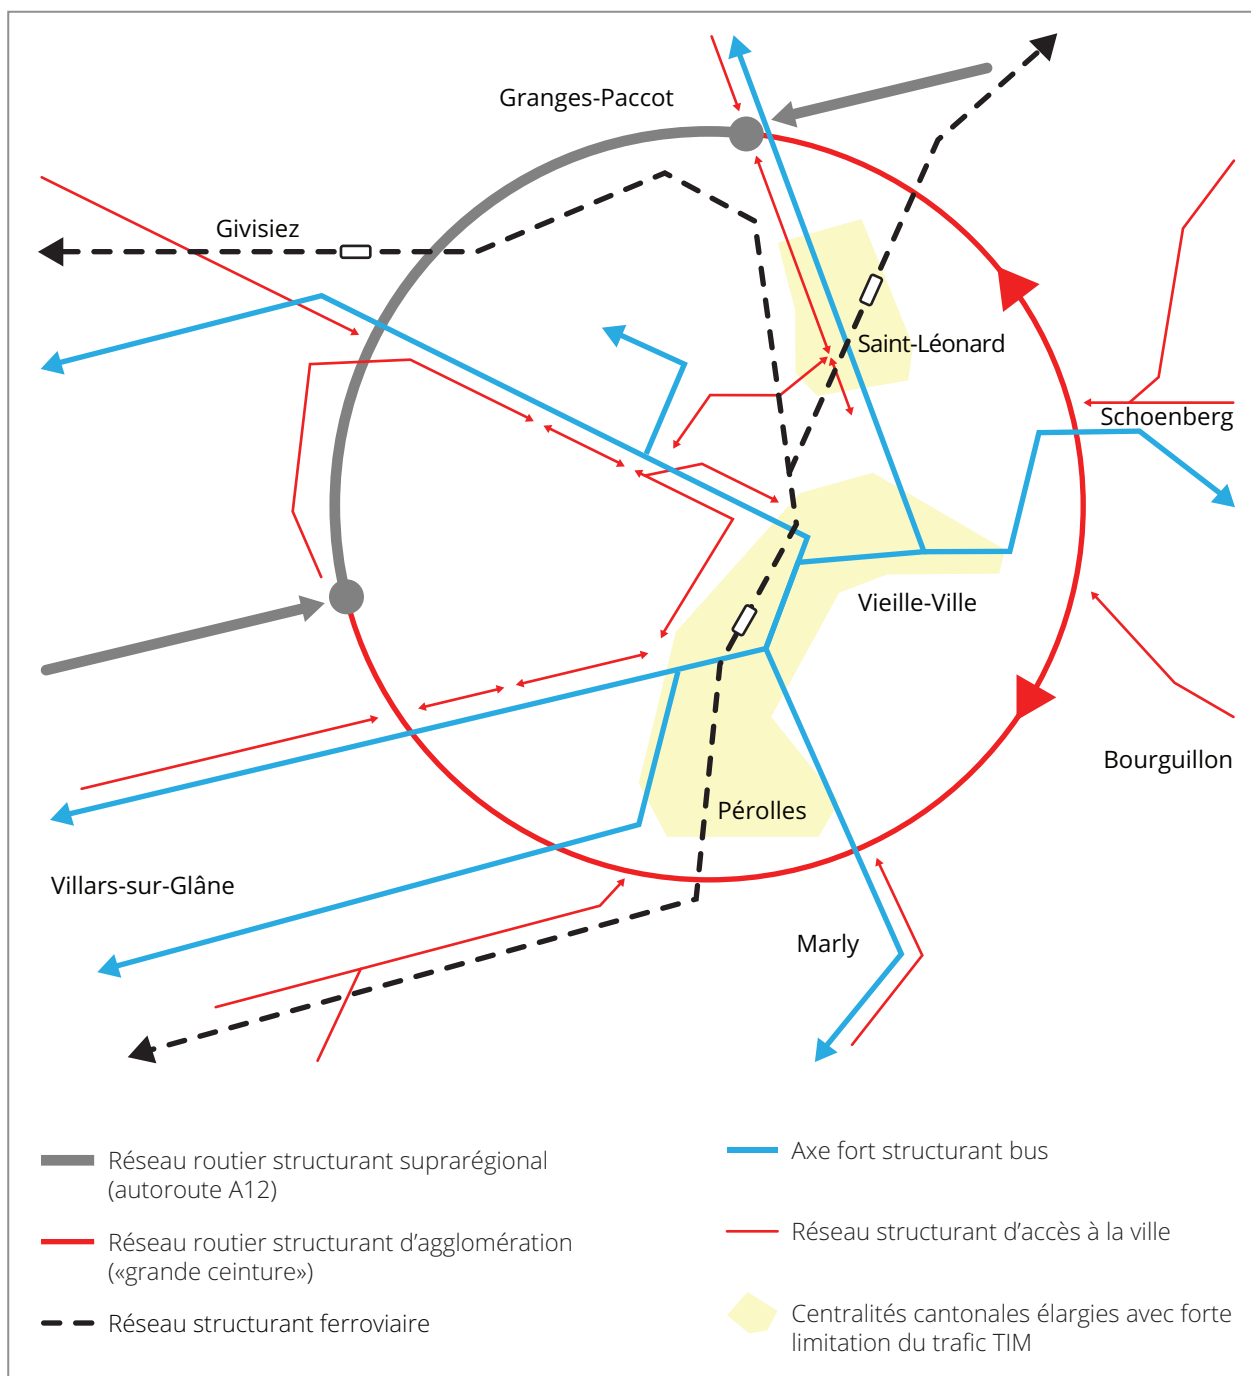 Granges-Paccot
Givisiez
Saint-Léonard
Schoenberg
Vieille-Ville
Bourguillon
Pérolles
Villars-sur-Glâne
Marly
Réseau routier structurant suprarégional
(autoroute A12)
Réseau routier structurant d’agglomération
(«grande ceinture»)
Réseau structurant ferroviaire
Axe fort structurant bus
Réseau structurant d’accès à la ville
Centralités cantonales élargies avec forte
limitation du trafic TIM